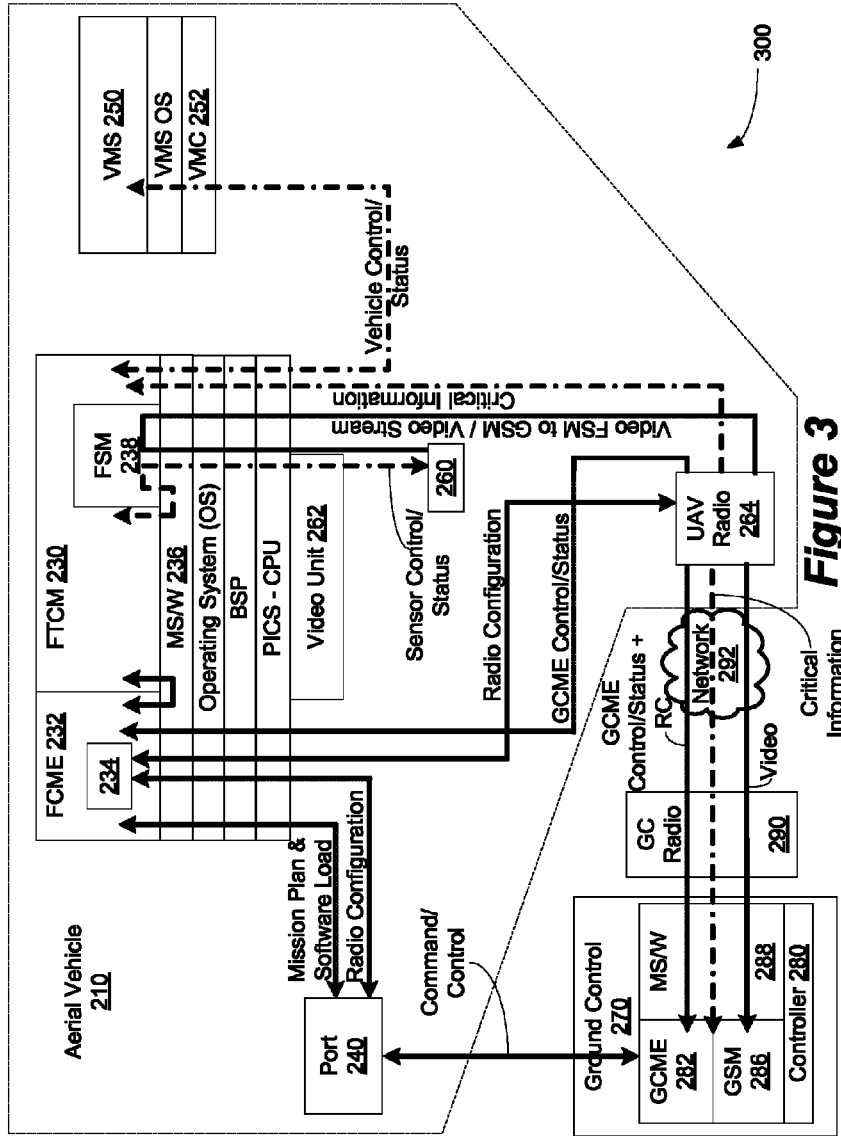 Aerial Vehicle
210
FCME 232
234
FTCM 230
FSM
238
MS/W 236
Operating System (OS)
BSP
PICS - CPU
Video Unit 262
VMS 250
VMS OS
VMC 252
Vehicle Control/
Status
Mission Plan &
Software Load
Radio Configuration
Port
240
Sensor Control/
Status
260
Radio Configuration
GCME Control/Status
Video FSM to GSM / Video Stream
Critical Information
UAV
Radio
264
Command/
Control
Ground Control
270
GCME
282
MS/W
288
GSM
286
Controller 280
GC
Radio
290
GCME
Control/Status +
RC
Network
292
Video
Critical
Information
300
Figure 3